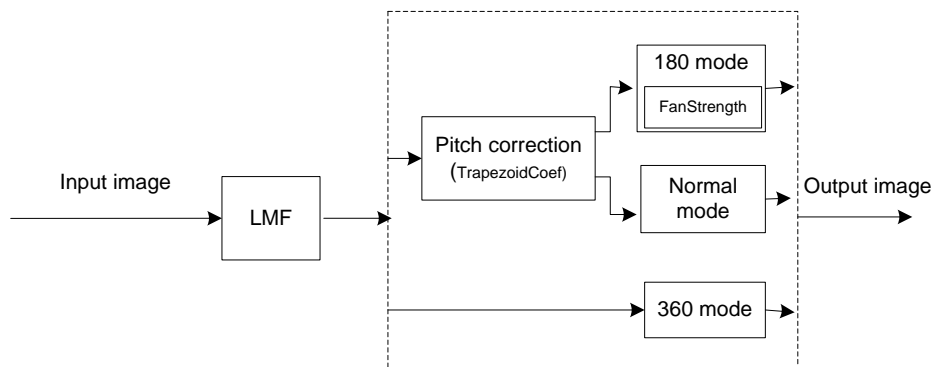 Input image
LMF
Pitch correction
(TrapezoidCoef)
180 mode
FanStrength
Normal
mode
360 mode
Output image